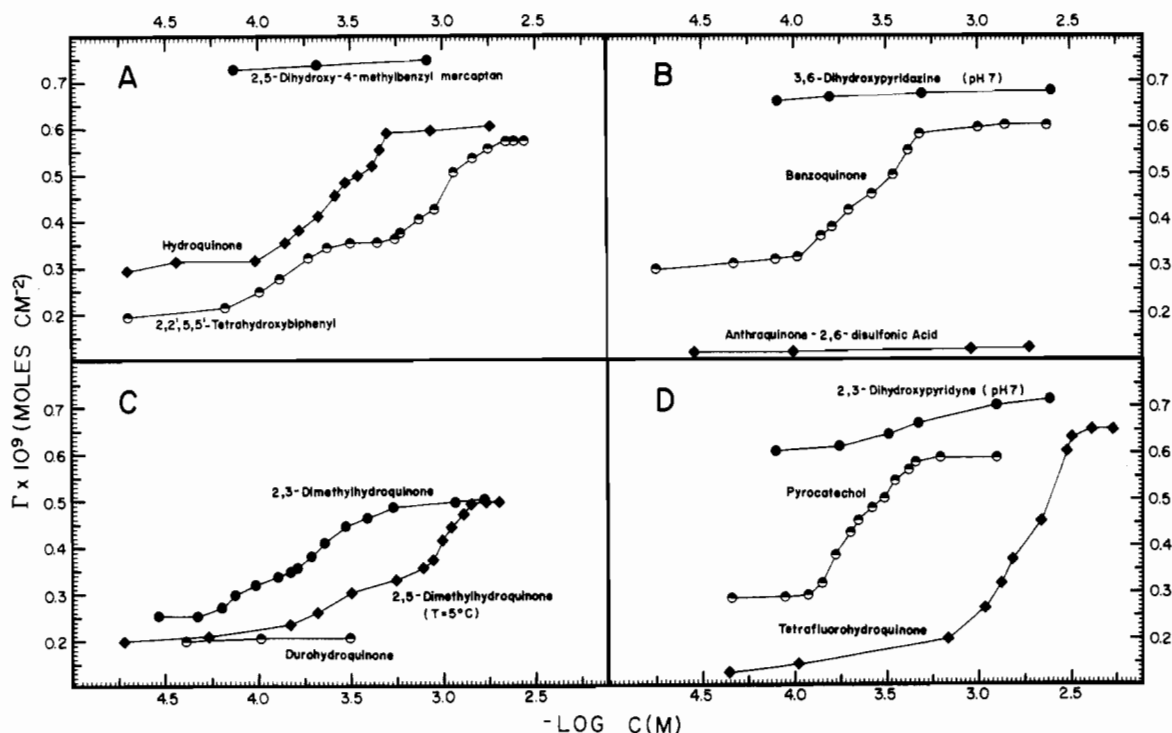 4.5 4.0 3.5 3.0 2.5 4.5 4.0 3.5 3.0 2.5
A
2,5-Dihydroxy-4-methylbenzyl mercaptan
Hydroquinone
2,2',5,5'-Tetrahydroxybiphenyl
0.7
0.6
0.5
0.4
0.3
0.2
B
3,6-Dihydroxypyridazine (pH 7)
Benzoquinone
Anthraquinone-2,6-disulfonic Acid
0.7
0.6
0.5
0.4
0.3
0.2
C
2,3-Dimethylhydroquinone
2,5-Dimethylhydroquinone
(T=5°C)
Durohydroquinone
0.7
0.6
0.5
0.4
0.3
0.2
D
2,3-Dihydroxypyridyne (pH 7)
Pyrocatechol
Tetrafluorohydroquinone
0.7
0.6
0.5
0.4
0.3
0.2
Γ x 10⁹ (MOLES CM⁻²)
4.5 4.0 3.5 3.0 2.5 4.5 4.0 3.5 3.0 2.5
-LOG C(M)